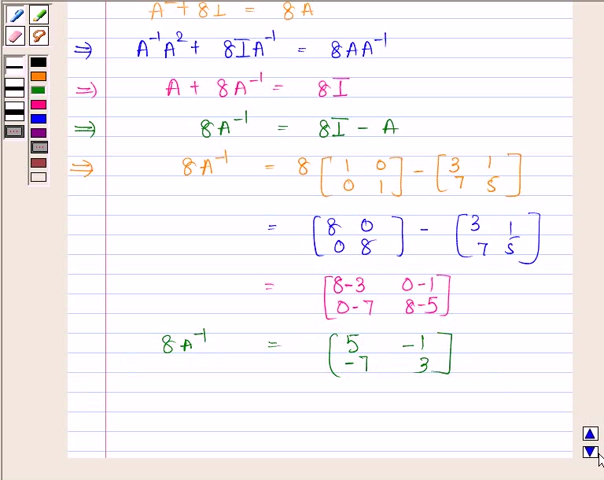 A² + 8I = 8A
⇒ A⁻¹A² + 8IA⁻¹ = 8AA⁻¹
⇒ A + 8A⁻¹ = 8I
⇒ 8A⁻¹ = 8I − A
⇒ 8A⁻¹ = 8 [1 0; 0 1] − [3 1; 7 5]
= [8 0; 0 8] − [3 1; 7 5]
= [8−3 0−1; 0−7 8−5]
8A⁻¹ = [5 −1; −7 3]